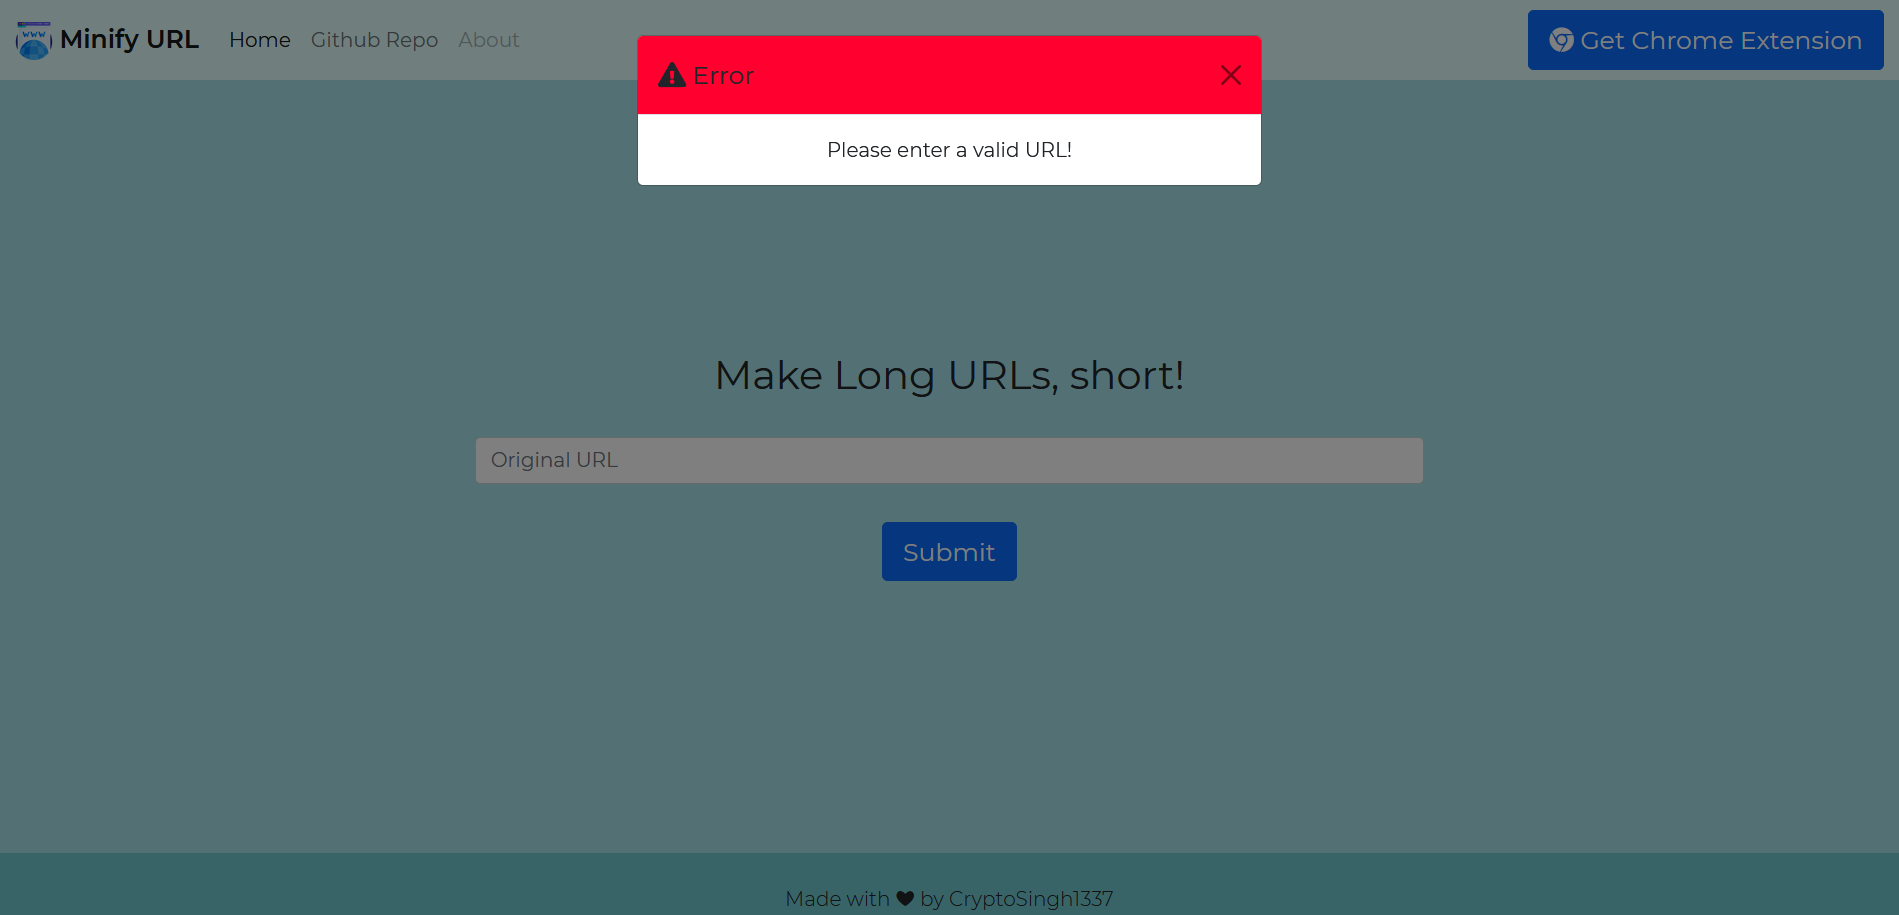 Minify URL Home Github Repo About Get Chrome Extension
Error
Please enter a valid URL!
Make Long URLs, short!
Original URL
Submit
Made with ♥ by CryptoSingh1337